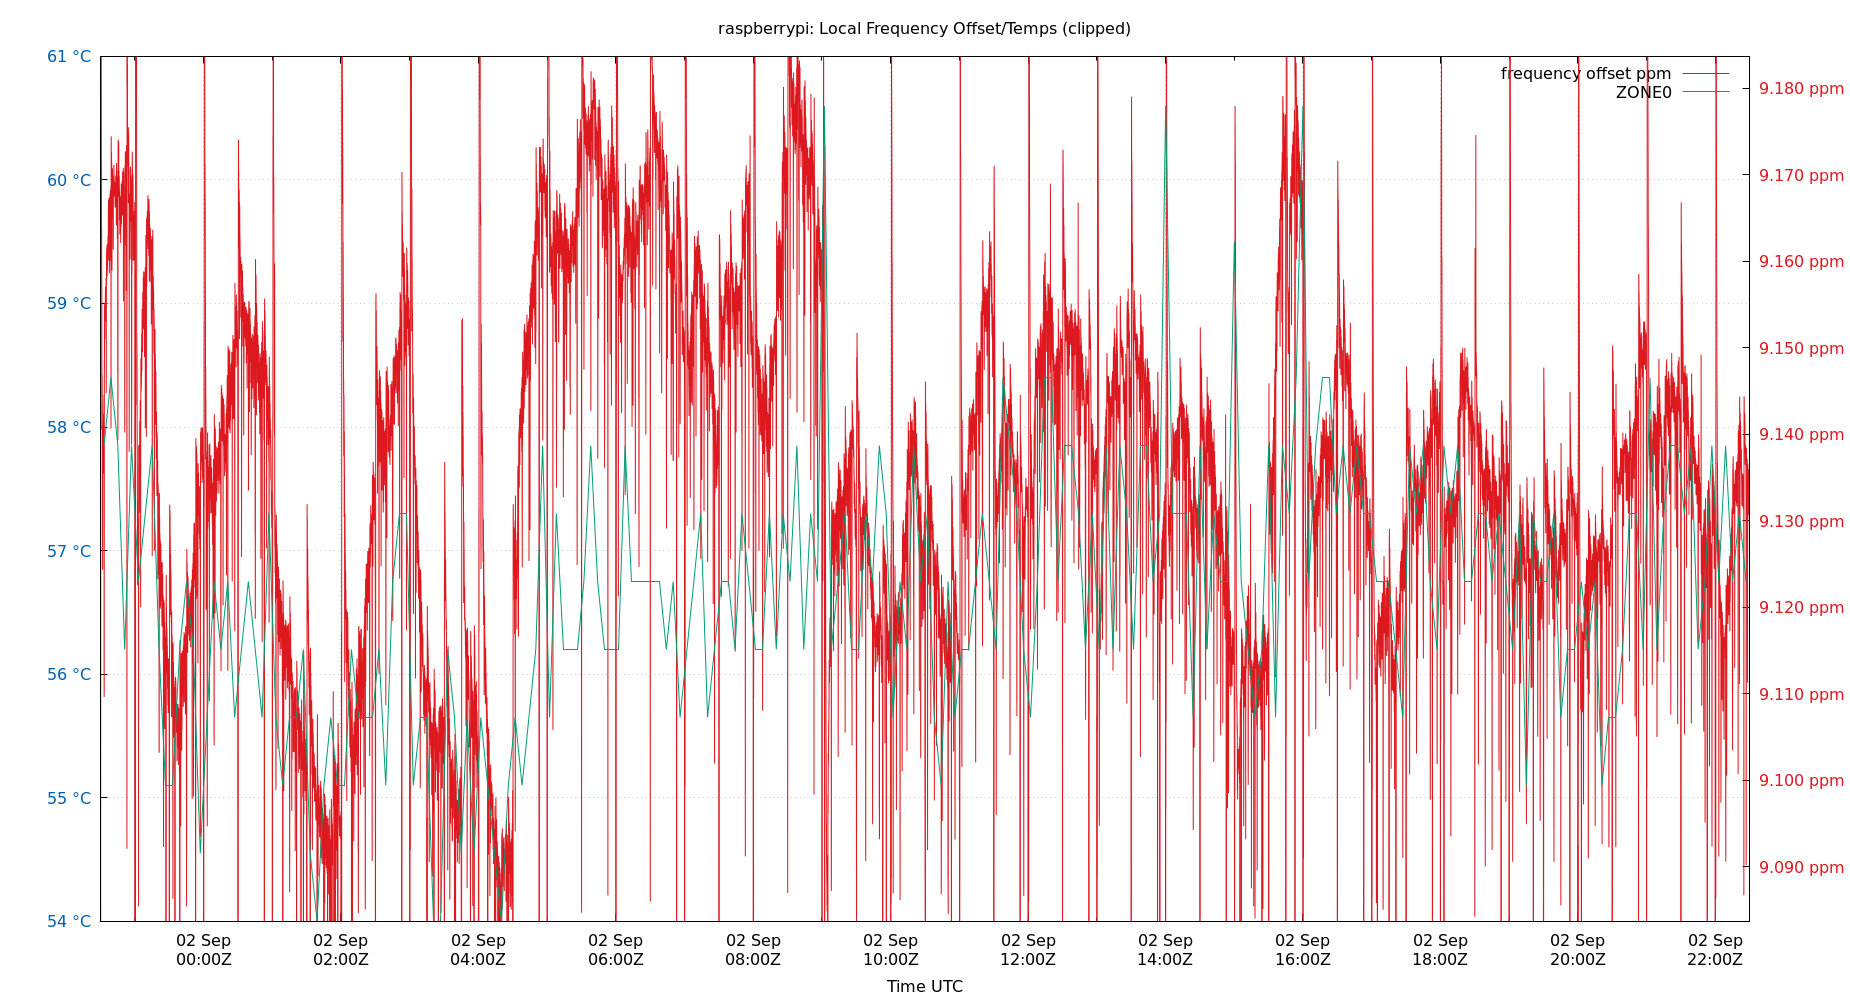 raspberrypi: Local Frequency Offset/Temps (clipped)
frequency offset ppm
ZONE0
61 °C
60 °C
59 °C
58 °C
57 °C
56 °C
55 °C
54 °C
9.180 ppm
9.170 ppm
9.160 ppm
9.150 ppm
9.140 ppm
9.130 ppm
9.120 ppm
9.110 ppm
9.100 ppm
9.090 ppm
02 Sep 02 Sep 02 Sep 02 Sep 02 Sep 02 Sep 02 Sep 02 Sep 02 Sep 02 Sep 02 Sep 02 Sep
00:00Z 02:00Z 04:00Z 06:00Z 08:00Z 10:00Z 12:00Z 14:00Z 16:00Z 18:00Z 20:00Z 22:00Z
Time UTC